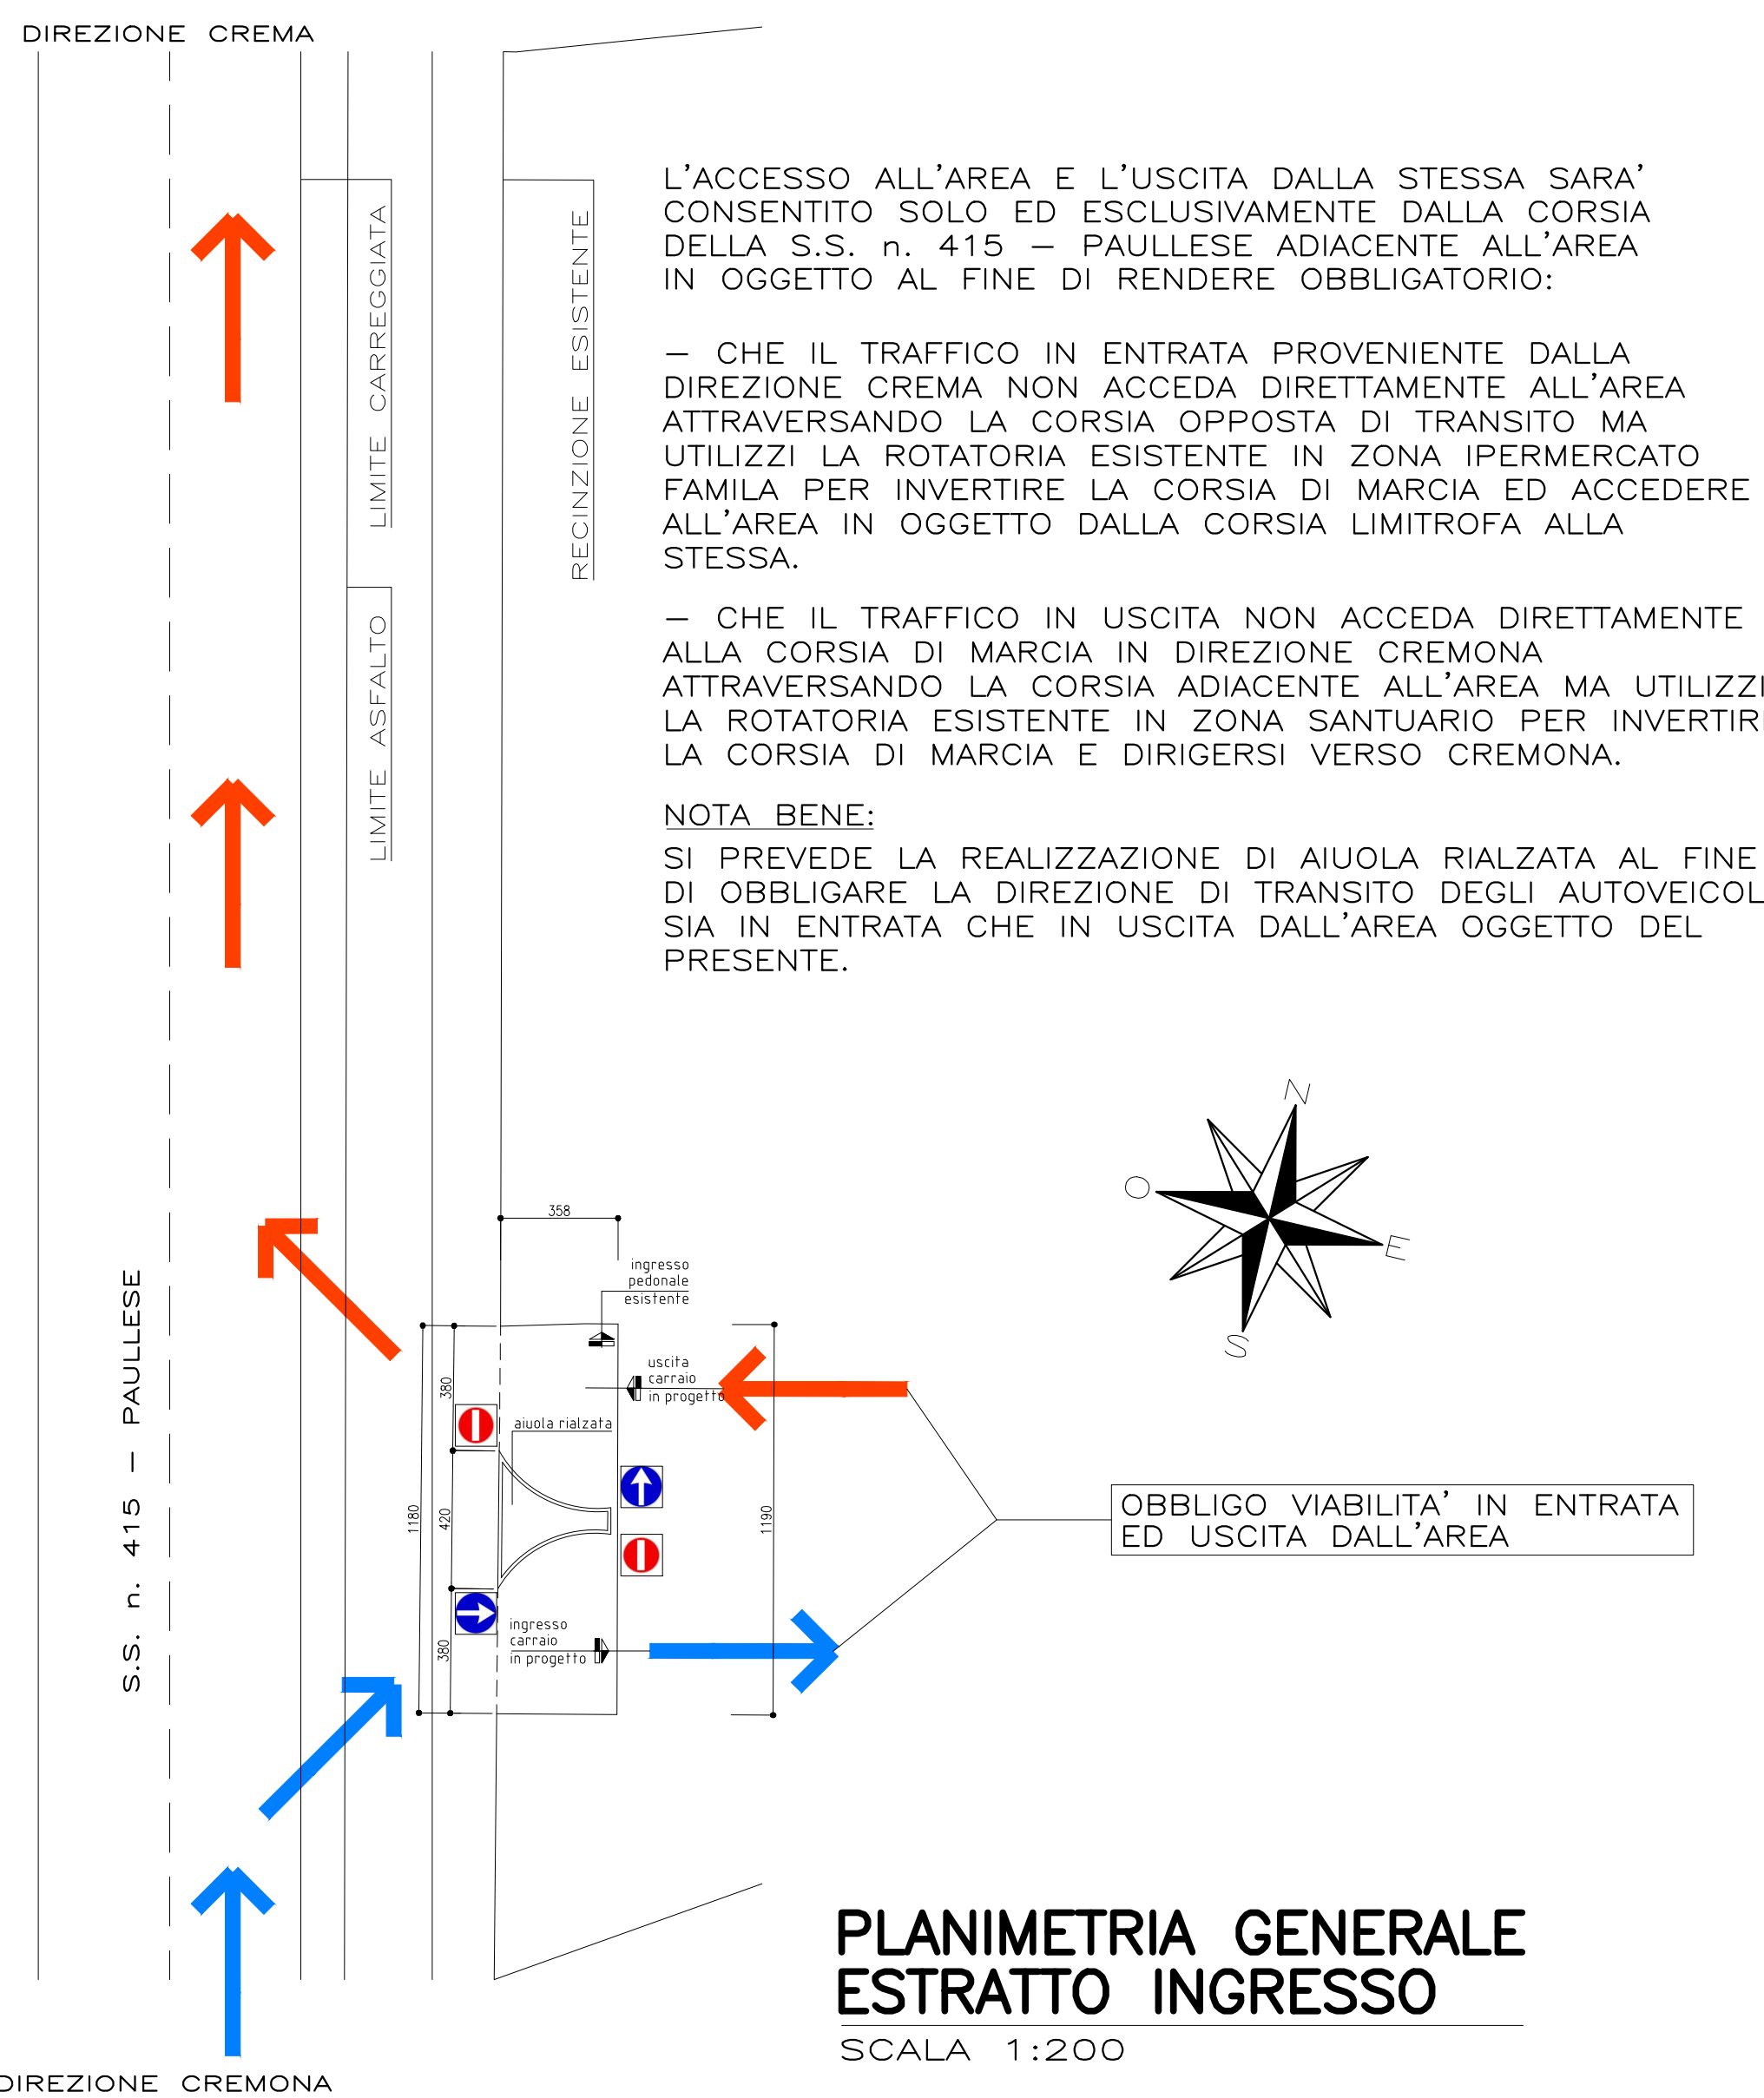 DIREZIONE CREMA
LIMITE CARREGGIATA
RECINZIONE ESISTENTE
LIMITE ASFALTO
L'ACCESSO ALL'AREA E L'USCITA DALLA STESSA SARA'
CONSENTITO SOLO ED ESCLUSIVAMENTE DALLA CORSIA
DELLA S.S. n. 415 – PAULLESE ADIACENTE ALL'AREA
IN OGGETTO AL FINE DI RENDERE OBBLIGATORIO:
– CHE IL TRAFFICO IN ENTRATA PROVENIENTE DALLA
DIREZIONE CREMA NON ACCEDA DIRETTAMENTE ALL'AREA
ATTRAVERSANDO LA CORSIA OPPOSTA DI TRANSITO MA
UTILIZZI LA ROTATORIA ESISTENTE IN ZONA IPERMERCATO
FAMILA PER INVERTIRE LA CORSIA DI MARCIA ED ACCEDERE
ALL'AREA IN OGGETTO DALLA CORSIA LIMITROFA ALLA
STESSA.
– CHE IL TRAFFICO IN USCITA NON ACCEDA DIRETTAMENTE
ALLA CORSIA DI MARCIA IN DIREZIONE CREMONA
ATTRAVERSANDO LA CORSIA ADIACENTE ALL'AREA MA UTILIZZI
LA ROTATORIA ESISTENTE IN ZONA SANTUARIO PER INVERTIR
LA CORSIA DI MARCIA E DIRIGERSI VERSO CREMONA.
NOTA BENE:
SI PREVEDE LA REALIZZAZIONE DI AIUOLA RIALZATA AL FINE
DI OBBLIGARE LA DIREZIONE DI TRANSITO DEGLI AUTOVEICOL
SIA IN ENTRATA CHE IN USCITA DALL'AREA OGGETTO DEL
PRESENTE.
N
O
E
S
S.S. n. 415 – PAULLESE
358
ingresso
pedonale
esistente
uscita
carraio
in progetto
aiuola rialzata
380
420
380
1180
1190
ingresso
carraio
in progetto
OBBLIGO VIABILITA' IN ENTRATA
ED USCITA DALL'AREA
PLANIMETRIA GENERALE
ESTRATTO INGRESSO
SCALA 1:200
DIREZIONE CREMONA